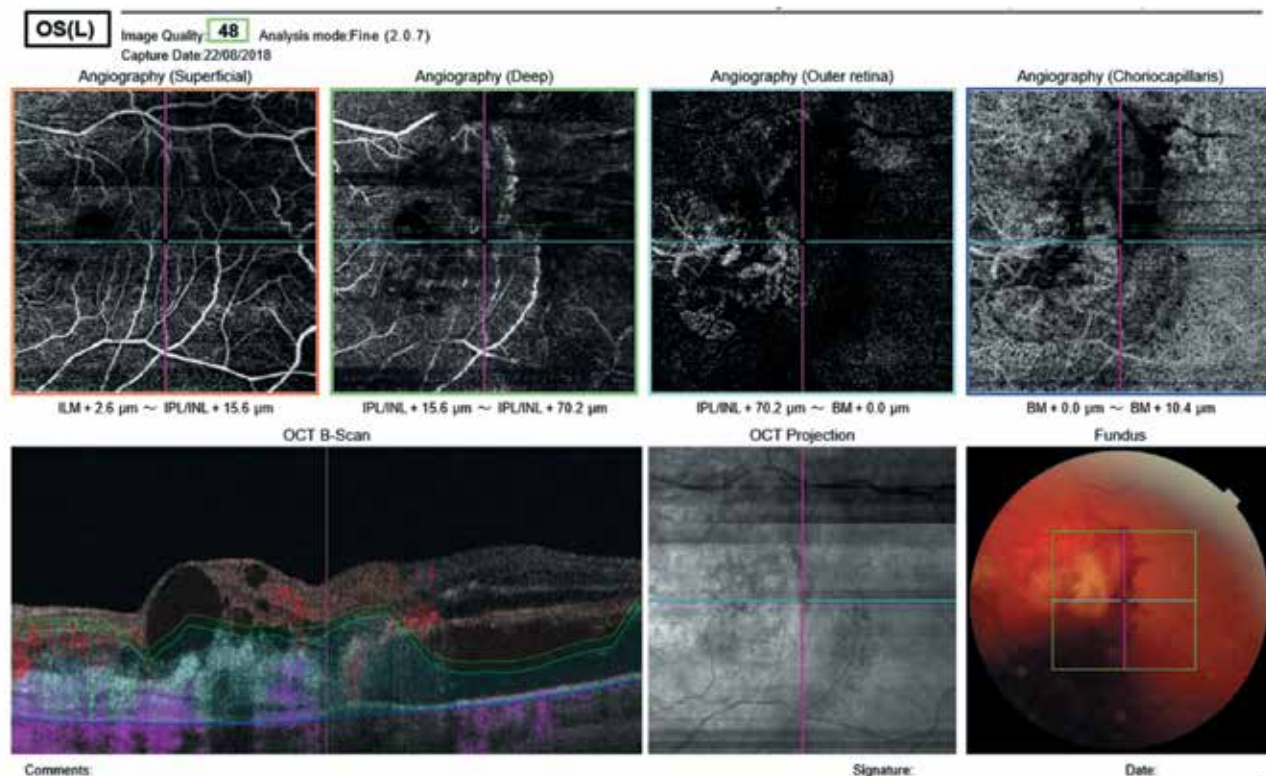 OS(L)
Image Quality: 48 Analysis mode:Fine (2.0.7)
Capture Date:22/08/2018
Angiography (Superficial) Angiography (Deep) Angiography (Outer retina) Angiography (Choriocapillaris)
ILM + 2.6 μm ~ IPL/INL + 15.6 μm IPL/INL + 15.6 μm ~ IPL/INL + 70.2 μm IPL/INL + 70.2 μm ~ BM + 0.0 μm BM + 0.0 μm ~ BM + 10.4 μm
OCT B-Scan OCT Projection Fundus
Comments: Signature: Date: